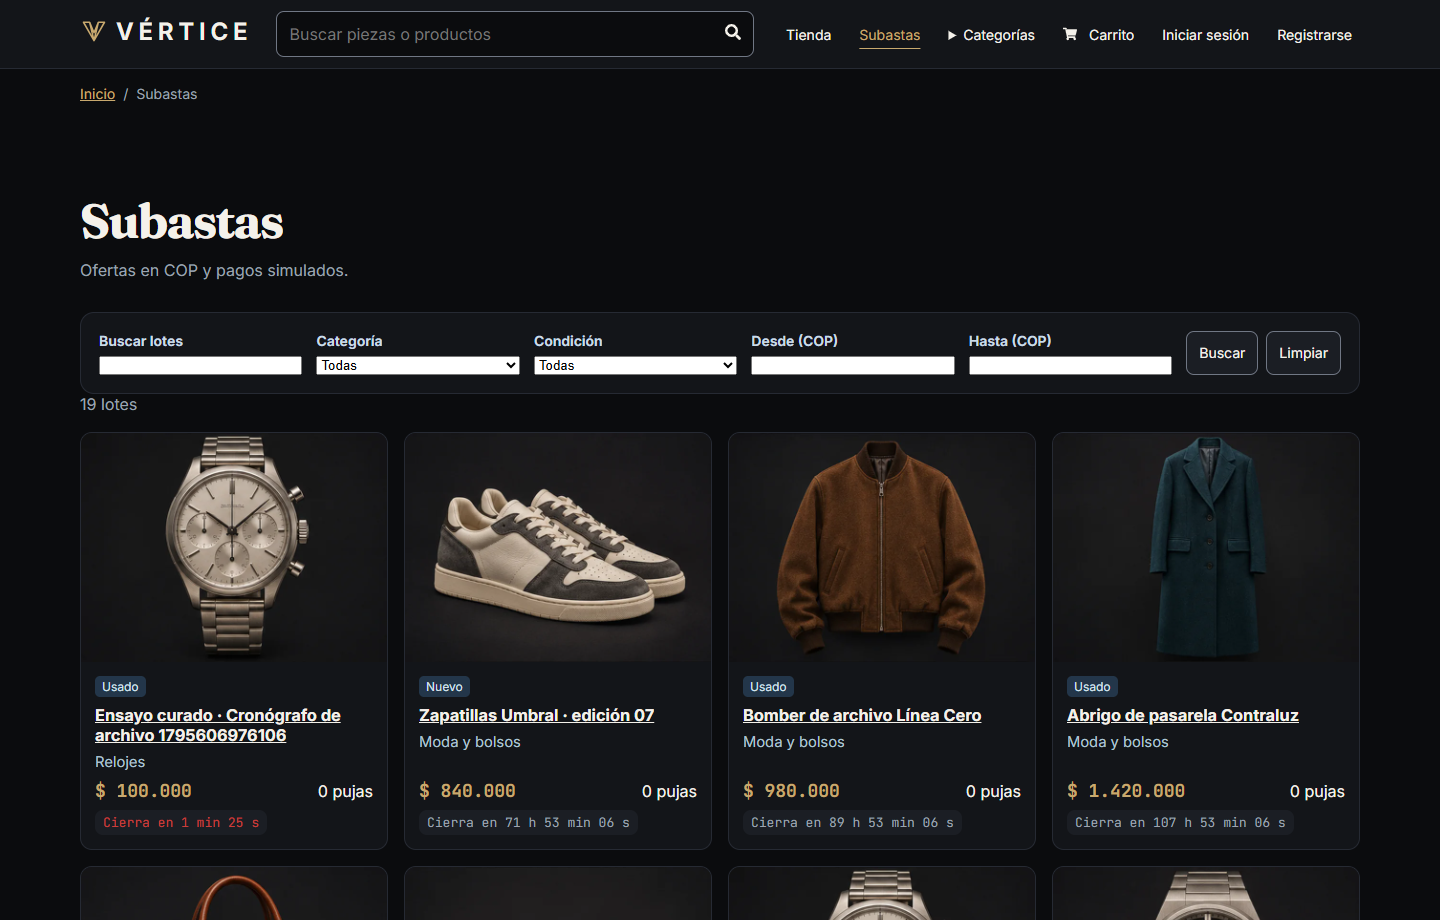 VÉRTICE
Buscar piezas o productos
Tienda
Subastas
Categorías
Carrito
Iniciar sesión
Registrarse
Inicio / Subastas
Subastas
Ofertas en COP y pagos simulados.
Buscar lotes
Categoría
Condición
Desde (COP)
Hasta (COP)
Todas
Todas
Buscar
Limpiar
19 lotes
Usado
Ensayo curado · Cronógrafo de
archivo 1795606976106
Relojes
$ 100.000
0 pujas
Cierra en 1 min 25 s
Nuevo
Zapatillas Umbral · edición 07
Moda y bolsos
$ 840.000
0 pujas
Cierra en 71 h 53 min 06 s
Usado
Bomber de archivo Línea Cero
Moda y bolsos
$ 980.000
0 pujas
Cierra en 89 h 53 min 06 s
Usado
Abrigo de pasarela Contraluz
Moda y bolsos
$ 1.420.000
0 pujas
Cierra en 107 h 53 min 06 s